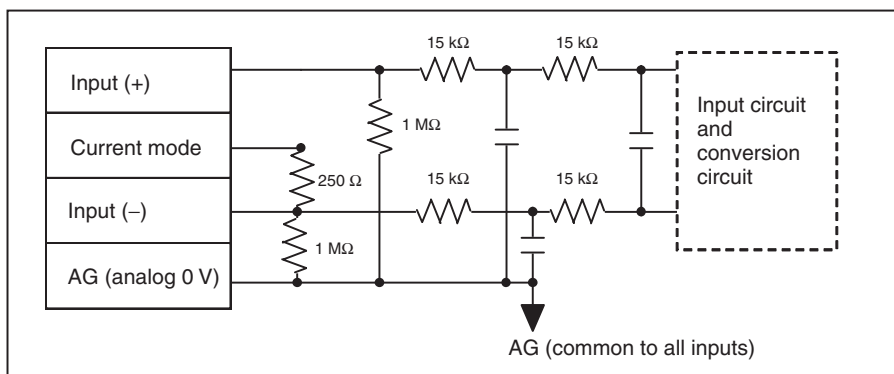 15 kΩ
15 kΩ
Input (+)
1 MΩ
Input circuit
and
conversion
circuit
Current mode
250 Ω
15 kΩ
15 kΩ
Input (–)
1 MΩ
AG (analog 0 V)
AG (common to all inputs)